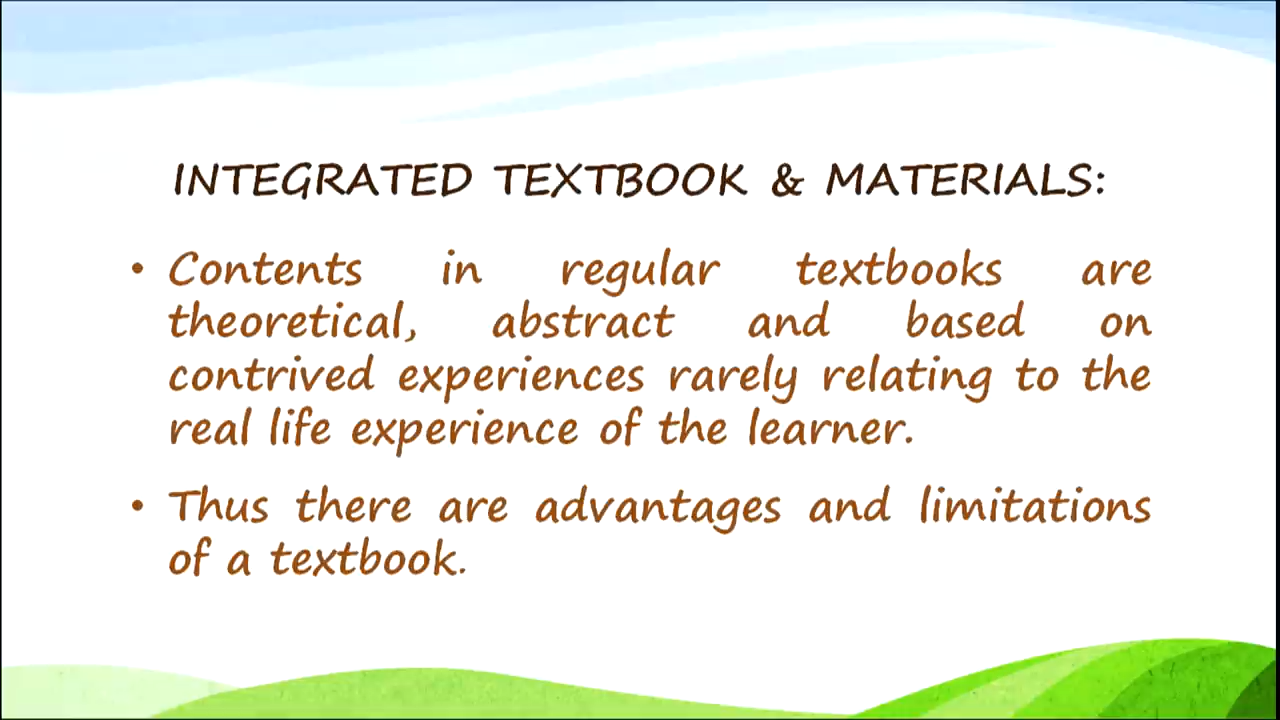 INTEGRATED TEXTBOOK & MATERIALS:
• Contents in regular textbooks are
theoretical, abstract and based on
contrived experiences rarely relating to the
real life experience of the learner.
• Thus there are advantages and limitations
of a textbook.